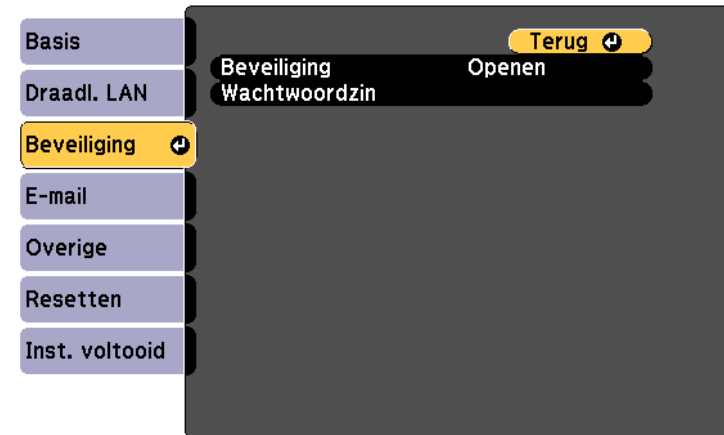 Basis
Draadl. LAN
Beveiliging
E-mail
Overige
Resetten
Inst. voltooid
Terug
Beveiliging Openen
Wachtwoordzin